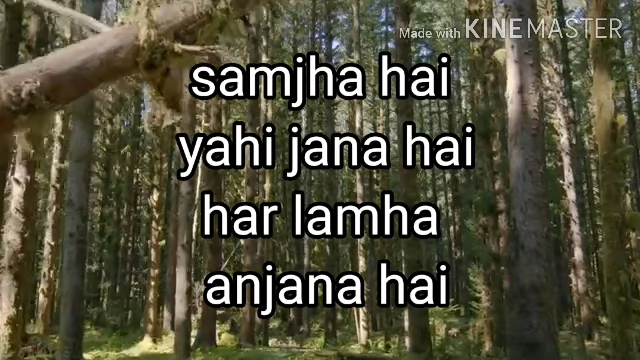 Made with KINEMASTER
samjha hai
yahi jana hai
har lamha
anjana hai